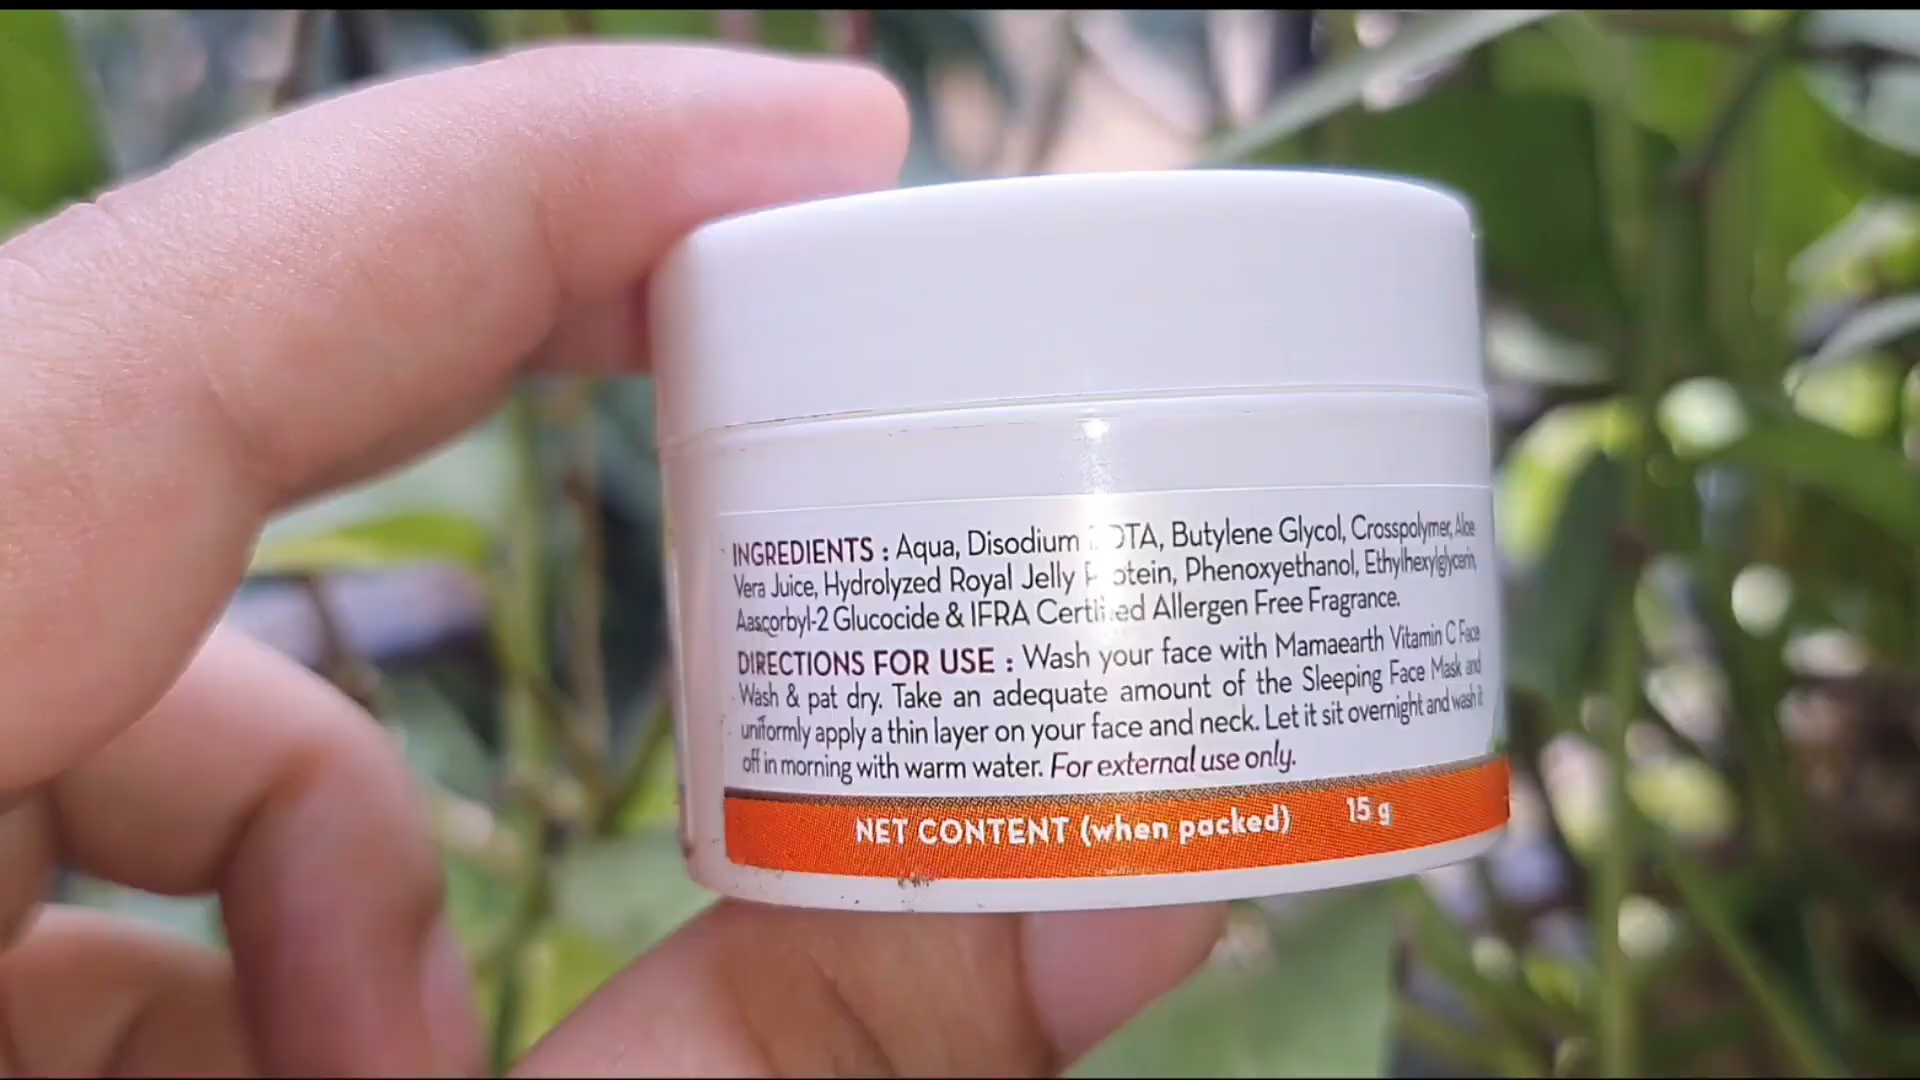 INGREDIENTS : Aqua, Disodium EDTA, Butylene Glycol, Crosspolymer, Aloe
Vera Juice, Hydrolyzed Royal Jelly Protein, Phenoxyethanol, Ethylhexylglycerin,
Aascorbyl-2 Glucocide & IFRA Certified Allergen Free Fragrance.
DIRECTIONS FOR USE : Wash your face with Mamaearth Vitamin C Face
Wash & pat dry. Take an adequate amount of the Sleeping Face Mask and
uniformly apply a thin layer on your face and neck. Let it sit overnight and wash it
off in morning with warm water. For external use only.
NET CONTENT (when packed) 15 g